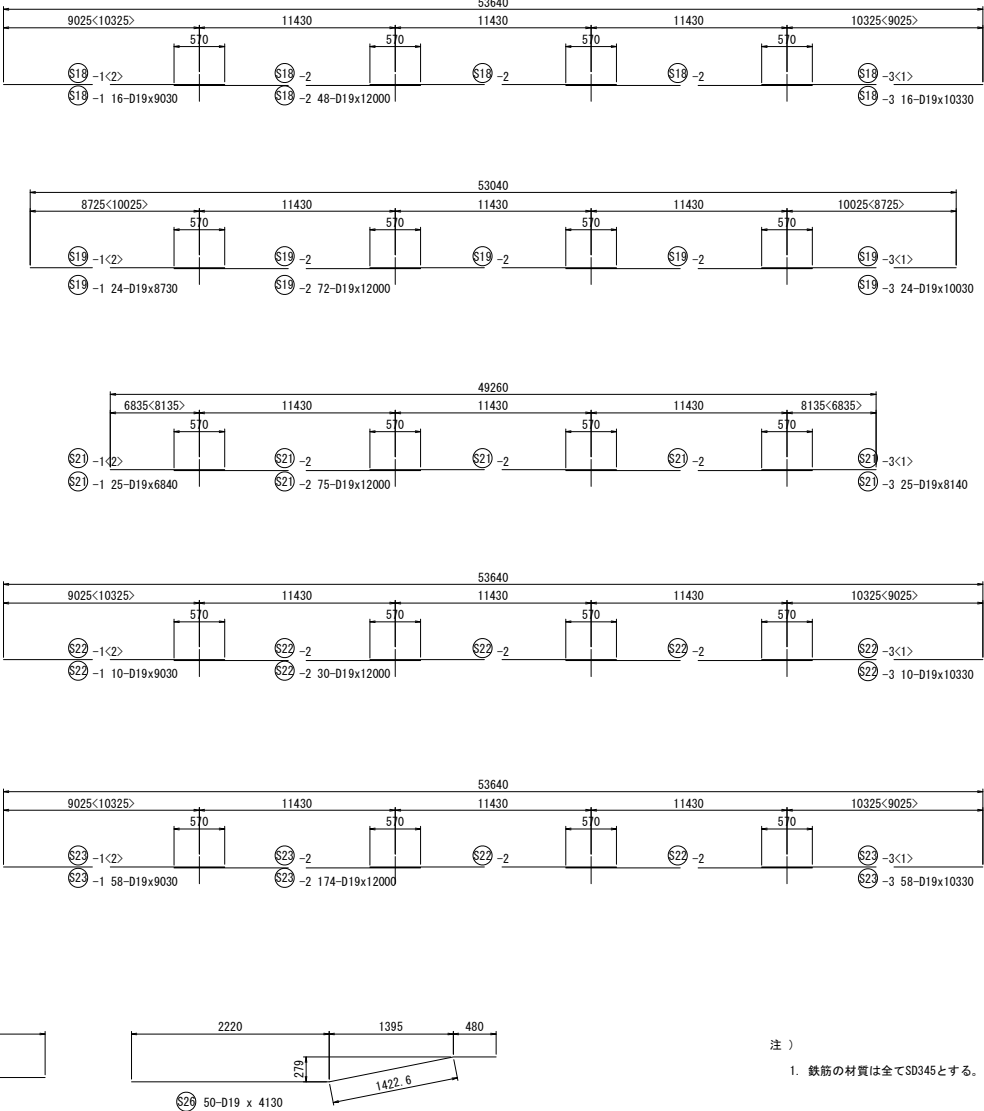 53640
9025<10325> 11430 11430 11430 10325<9025>
570 570 570 570
S18 -1<2> S18 -2 S18 -2 S18 -2 S18 -3<1>
S18 -1 16-D19x9030 S18 -2 48-D19x12000 S18 -3 16-D19x10330
53040
8725<10025> 11430 11430 11430 10025<8725>
570 570 570 570
S19 -1<2> S19 -2 S19 -2 S19 -2 S19 -3<1>
S19 -1 24-D19x8730 S19 -2 72-D19x12000 S19 -3 24-D19x10030
49260
6835<8135> 11430 11430 11430 8135<6835>
570 570 570 570
S21 -1<2> S21 -2 S21 -2 S21 -2 S21 -3<1>
S21 -1 25-D19x6840 S21 -2 75-D19x12000 S21 -3 25-D19x8140
53640
9025<10325> 11430 11430 11430 10325<9025>
570 570 570 570
S22 -1<2> S22 -2 S22 -2 S22 -2 S22 -3<1>
S22 -1 10-D19x9030 S22 -2 30-D19x12000 S22 -3 10-D19x10330
53640
9025<10325> 11430 11430 11430 10325<9025>
570 570 570 570
S23 -1<2> S23 -2 S22 -2 S22 -2 S23 -3<1>
S23 -1 58-D19x9030 S23 -2 174-D19x12000 S23 -3 58-D19x10330
2220 1395 480
279
1422.6
S26 50-D19 x 4130
注 )
1. 鉄筋の材質は全てSD345とする。